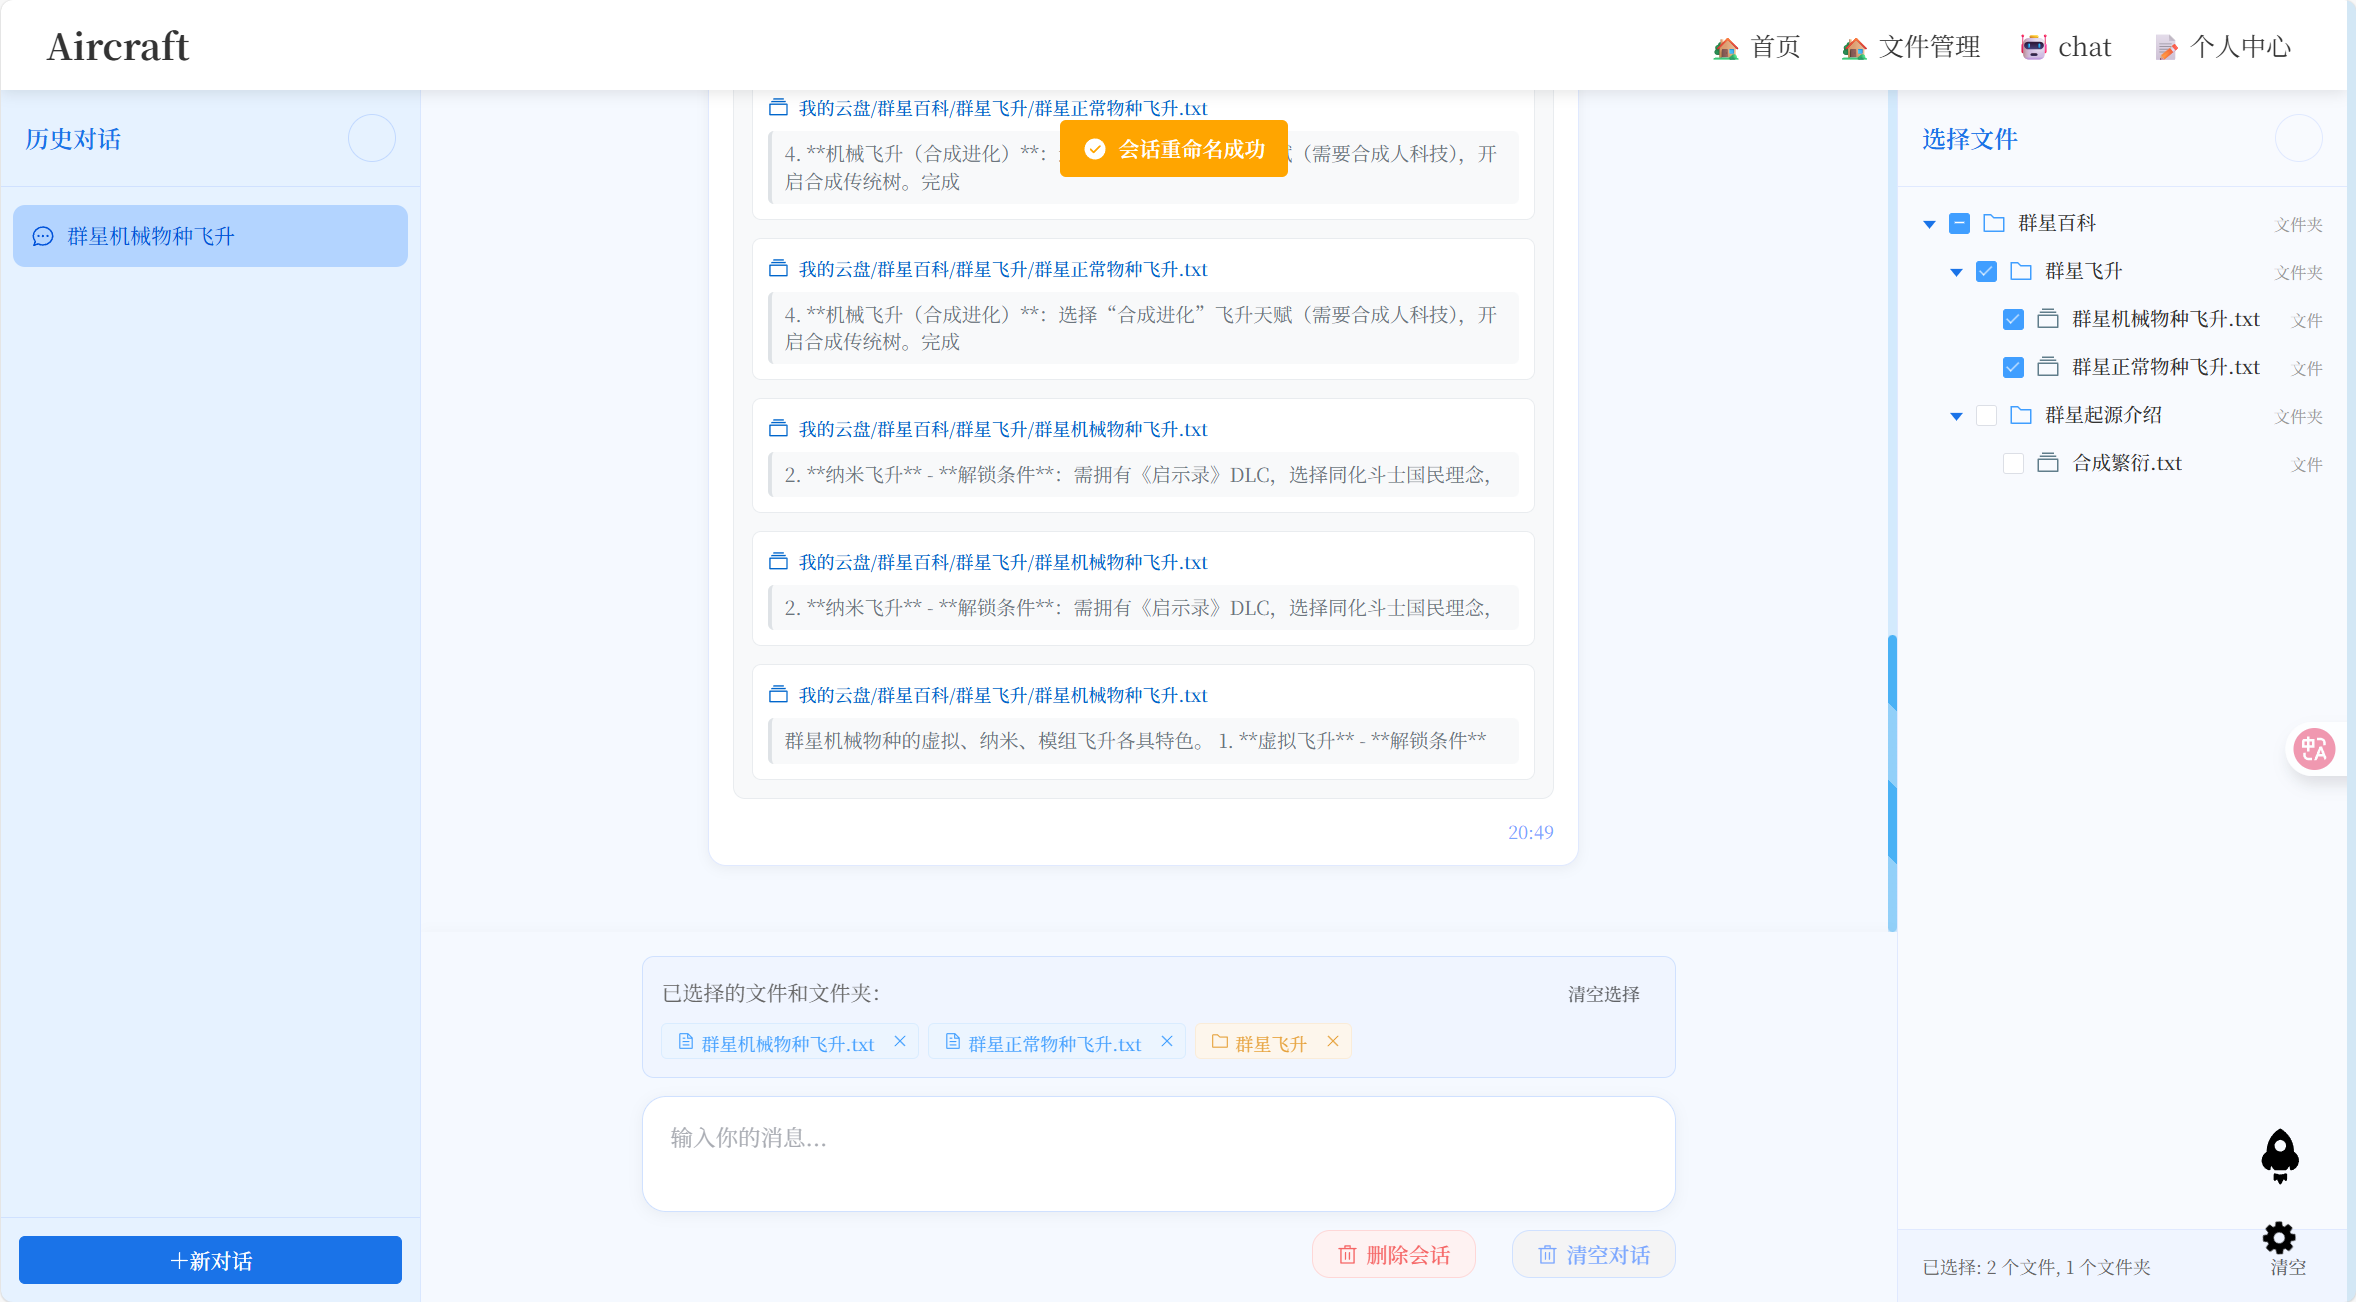 Aircraft
首页
文件管理
chat
个人中心
历史对话
群星机械物种飞升
+新对话
我的云盘/群星百科/群星飞升/群星正常物种飞升.txt
会话重命名成功
4. **机械飞升（合成进化）**：
赋（需要合成人科技），开
启合成传统树。完成
我的云盘/群星百科/群星飞升/群星正常物种飞升.txt
4. **机械飞升（合成进化）**：选择“合成进化”飞升天赋（需要合成人科技），开
启合成传统树。完成
我的云盘/群星百科/群星飞升/群星机械物种飞升.txt
2. **纳米飞升** - **解锁条件**：需拥有《启示录》DLC，选择同化斗士国民理念，
我的云盘/群星百科/群星飞升/群星机械物种飞升.txt
2. **纳米飞升** - **解锁条件**：需拥有《启示录》DLC，选择同化斗士国民理念，
我的云盘/群星百科/群星飞升/群星机械物种飞升.txt
群星机械物种的虚拟、纳米、模组飞升各具特色。 1. **虚拟飞升** - **解锁条件**
20:49
已选择的文件和文件夹：
清空选择
群星机械物种飞升.txt
群星正常物种飞升.txt
群星飞升
输入你的消息...
删除会话
清空对话
选择文件
群星百科 文件夹
群星飞升 文件夹
群星机械物种飞升.txt 文件
群星正常物种飞升.txt 文件
群星起源介绍 文件夹
合成繁衍.txt 文件
中A
已选择: 2 个文件, 1 个文件夹
清空